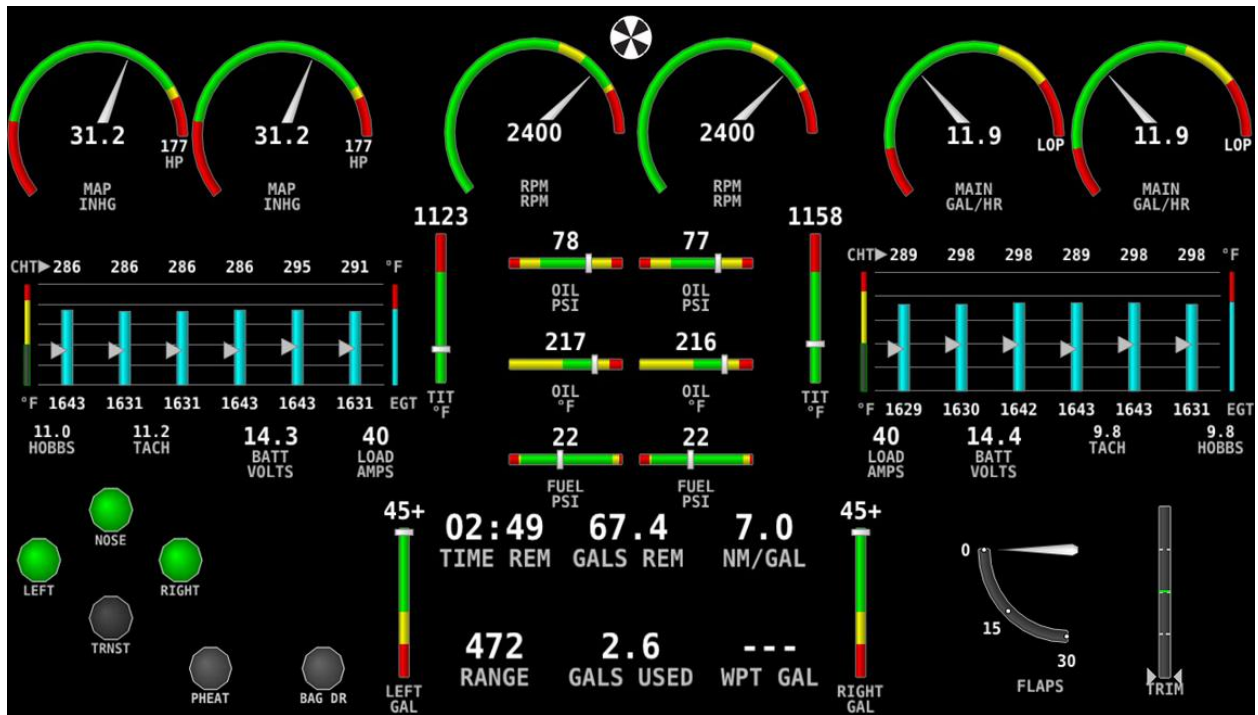 31.2
177
HP
MAP
INHG
31.2
177
HP
MAP
INHG
2400
RPM
RPM
2400
RPM
RPM
11.9
LOP
MAIN
GAL/HR
11.9
LOP
MAIN
GAL/HR
1123
TIT
°F
78
OIL
PSI
77
OIL
PSI
1158
TIT
°F
217
OIL
°F
216
OIL
°F
22
FUEL
PSI
22
FUEL
PSI
CHT 286 286 286 286 295 291 °F
°F 1643 1631 1631 1643 1643 1631 EGT
CHT 289 298 298 289 298 298 °F
°F 1629 1630 1642 1643 1643 1631 EGT
11.0
HOBBS
11.2
TACH
14.3
BATT
VOLTS
40
LOAD
AMPS
40
LOAD
AMPS
14.4
BATT
VOLTS
9.8
TACH
9.8
HOBBS
NOSE
LEFT
RIGHT
TRNST
PHEAT
BAG DR
45+
LEFT
GAL
02:49
TIME REM
67.4
GALS REM
7.0
NM/GAL
472
RANGE
2.6
GALS USED
---
WPT GAL
45+
RIGHT
GAL
0
15
30
FLAPS
TRIM